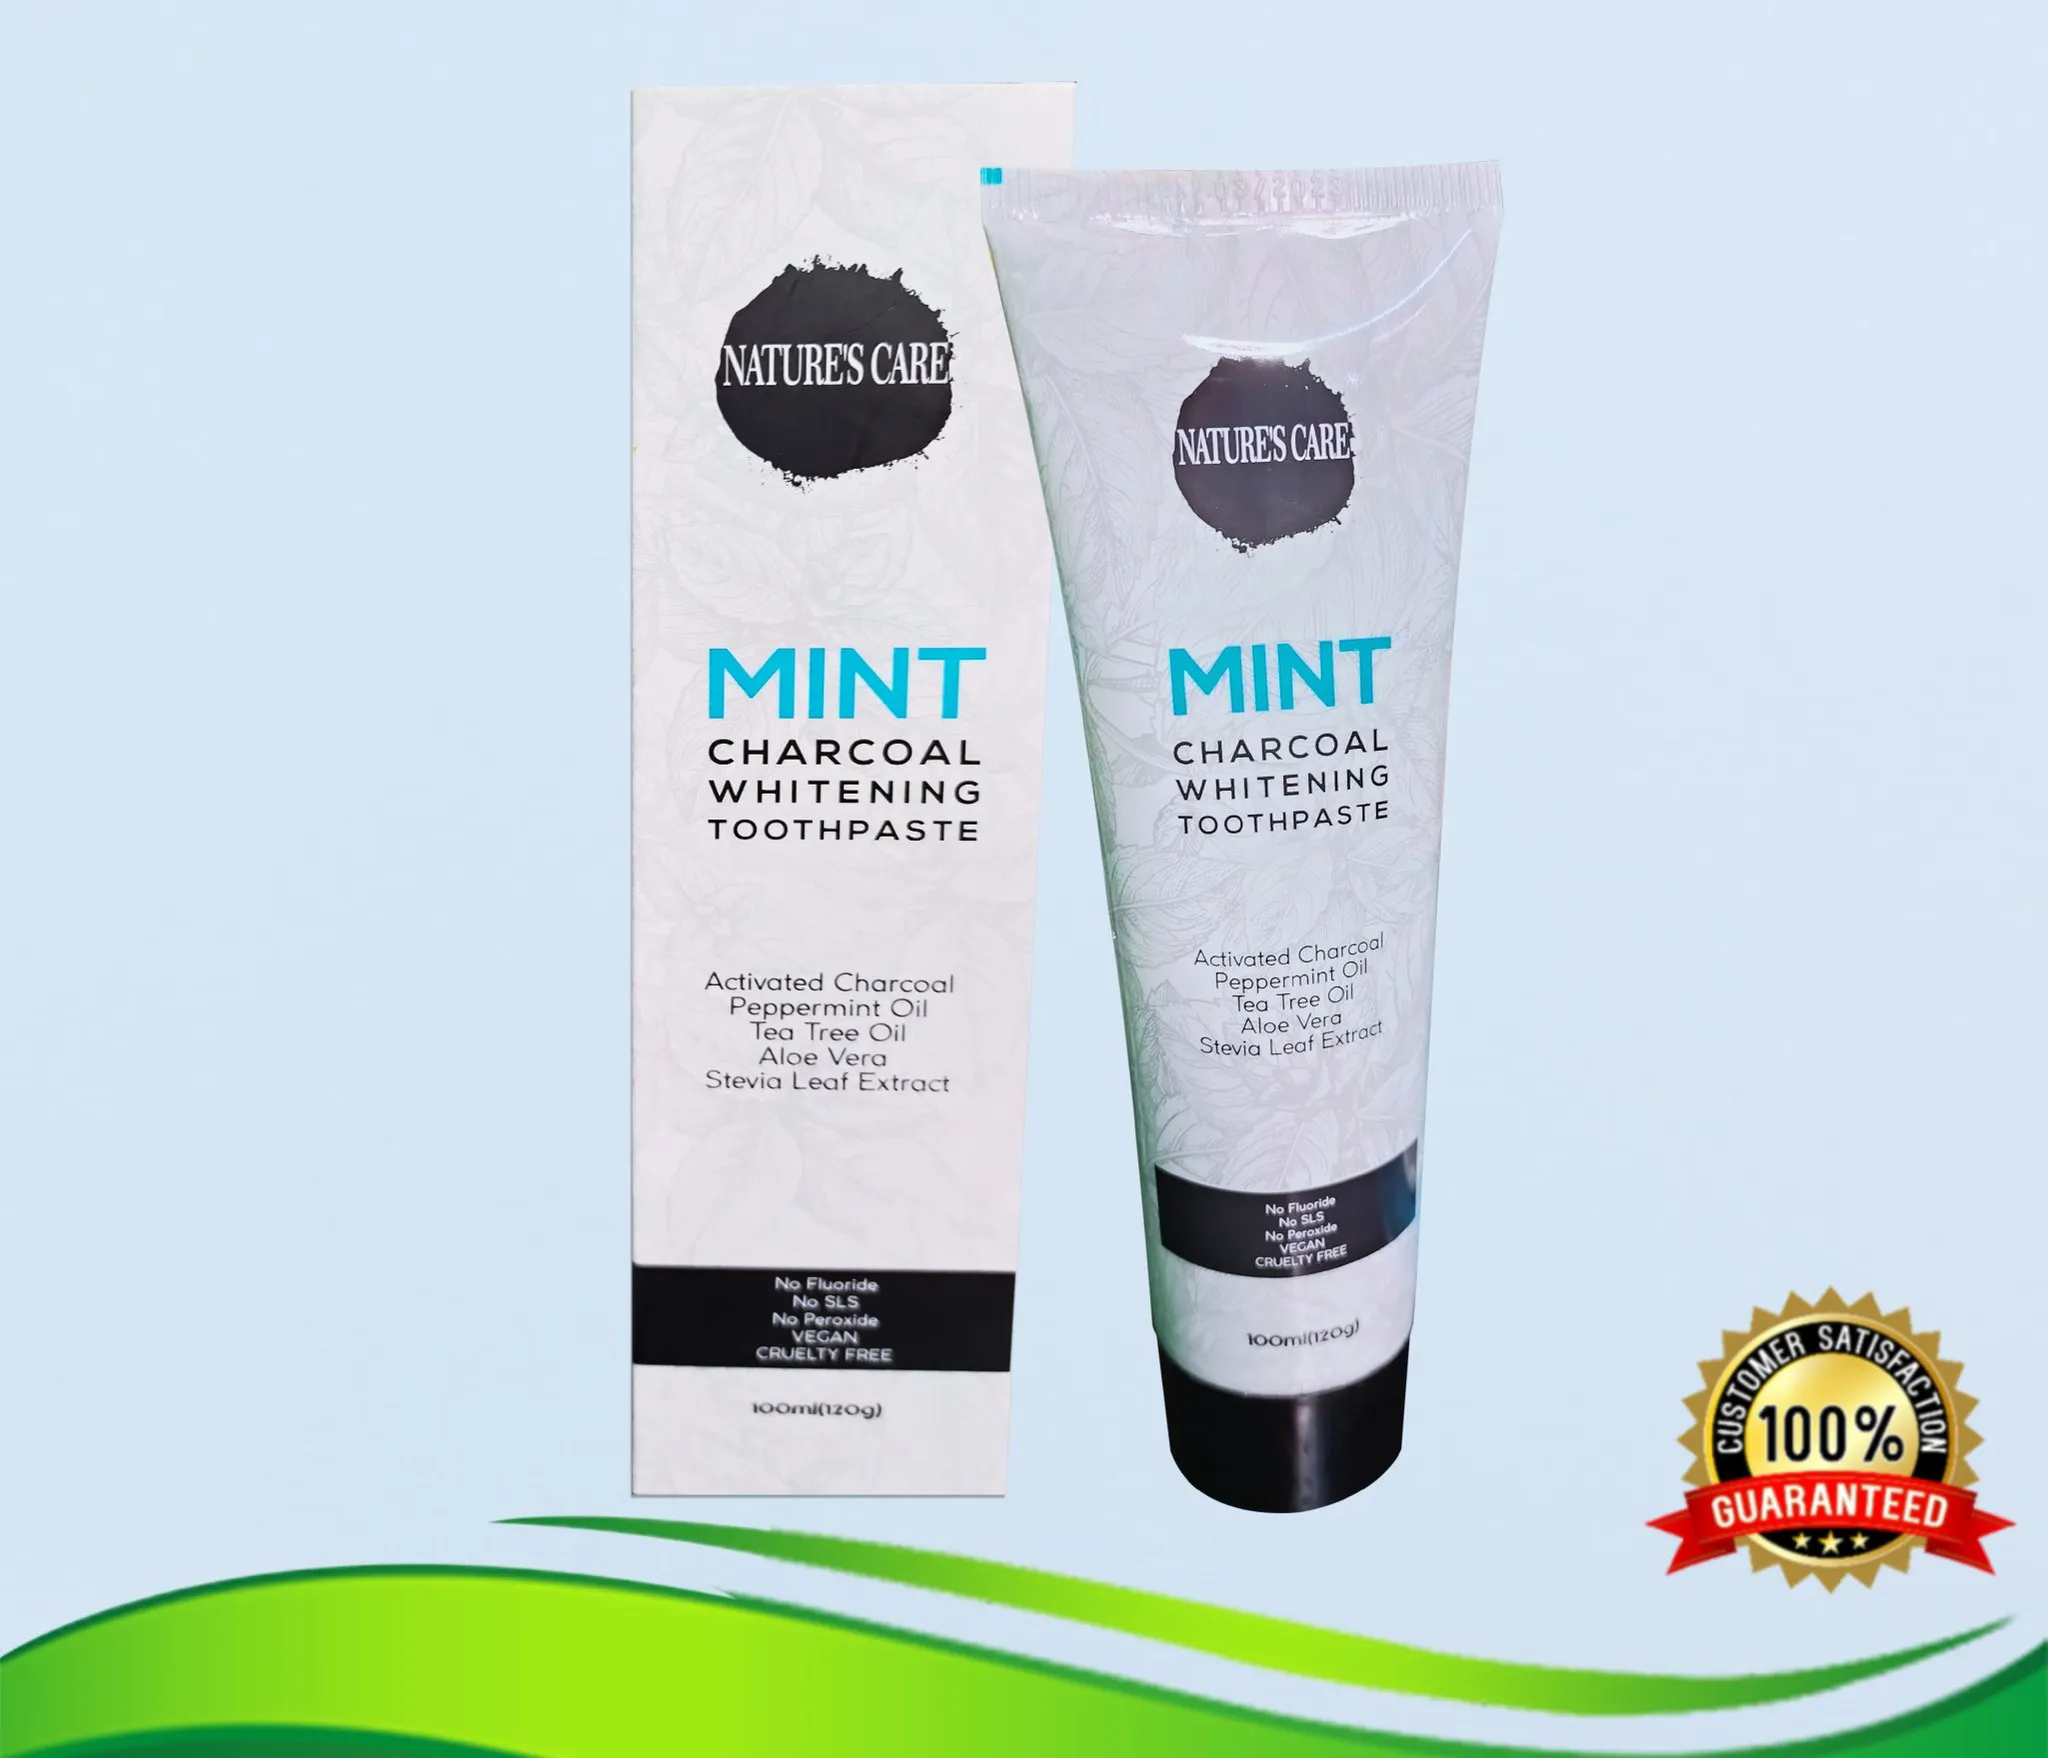 NATURE'S CARE
MINT
CHARCOAL
WHITENING
TOOTHPASTE
Activated Charcoal
Peppermint Oil
Tea Tree Oil
Aloe Vera
Stevia Leaf Extract
No Fluoride
No SLS
No Peroxide
VEGAN
CRUELTY FREE
100ml(120g)
03/2023
NATURE'S CARE
MINT
CHARCOAL
WHITENING
TOOTHPASTE
Activated Charcoal
Peppermint Oil
Tea Tree Oil
Aloe Vera
Stevia Leaf Extract
No Fluoride
No SLS
No Peroxide
VEGAN
CRUELTY FREE
100ml(120g)
CUSTOMER SATISFACTION
100%
GUARANTEED